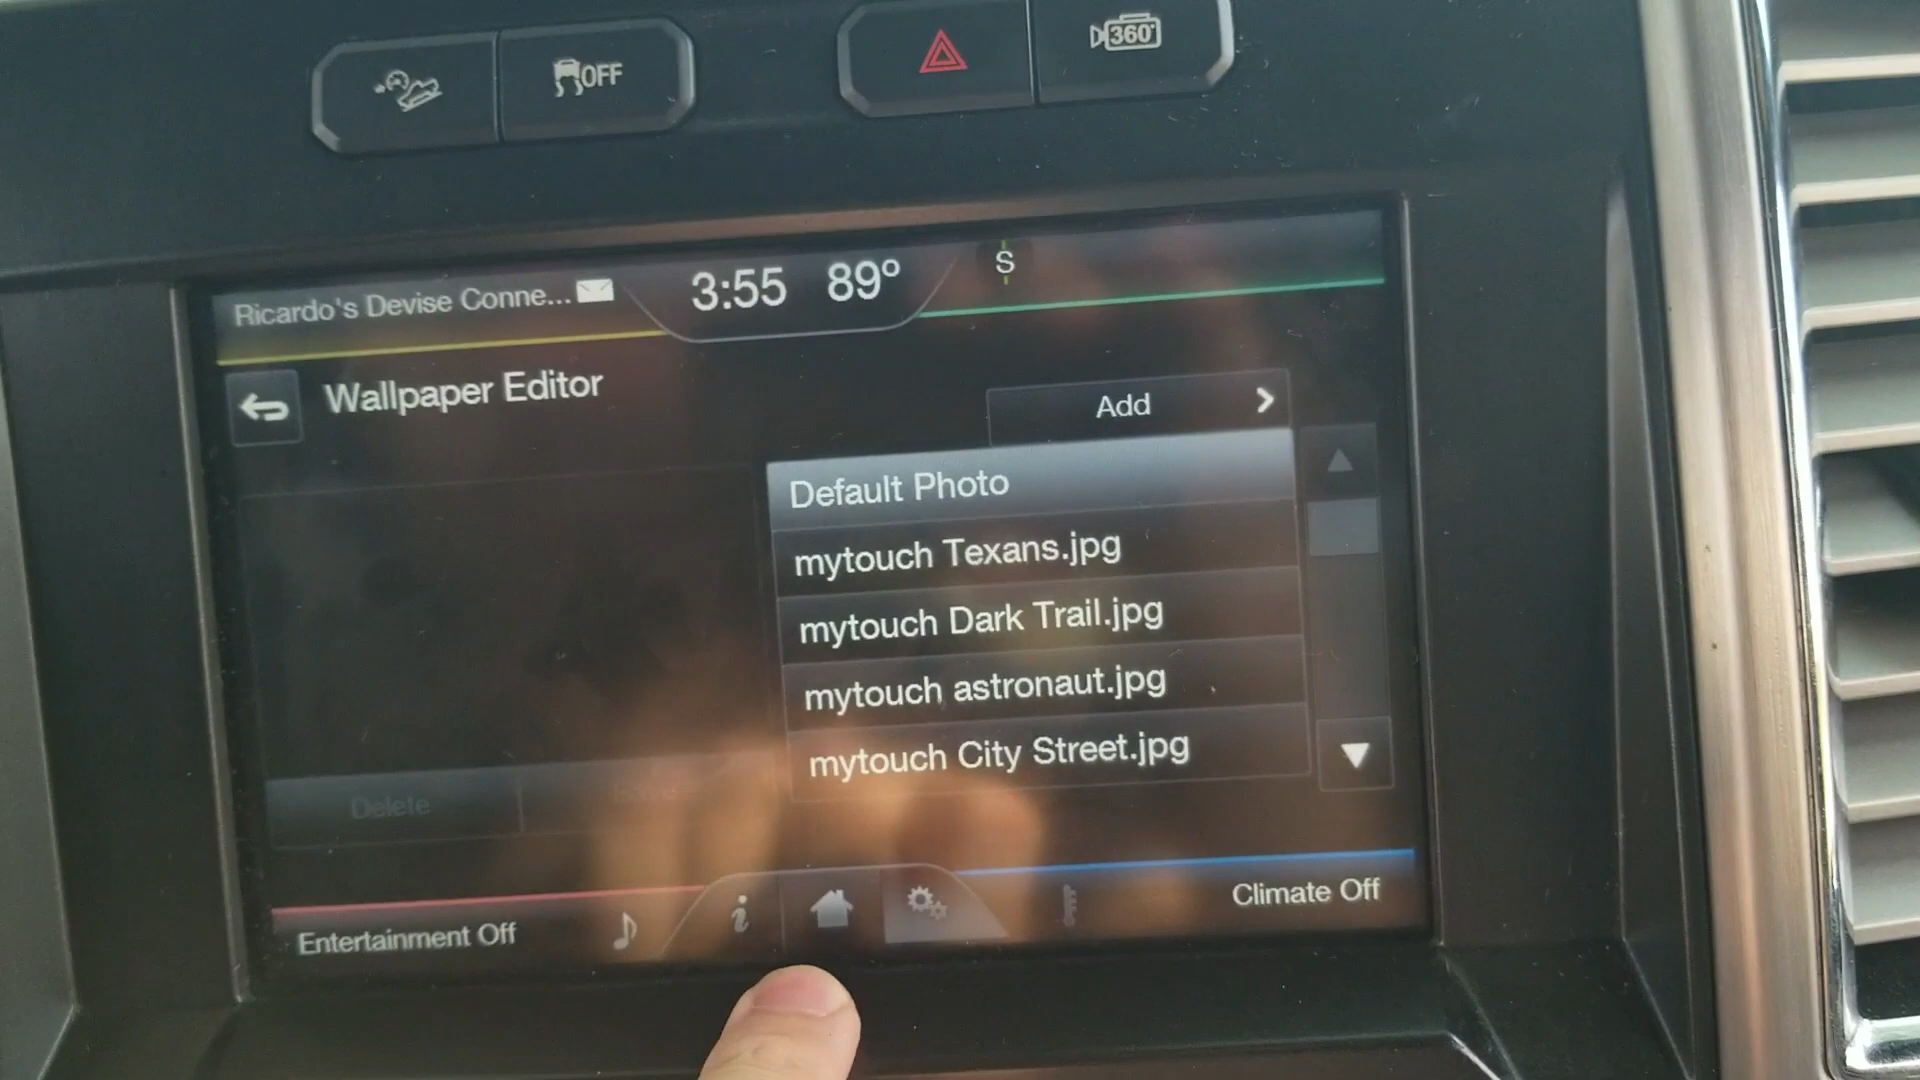 OFF
360°
Ricardo's Devise Conne...
3:55 89°
S
Wallpaper Editor
Add
Default Photo
mytouch Texans.jpg
mytouch Dark Trail.jpg
mytouch astronaut.jpg
mytouch City Street.jpg
Delete
Entertainment Off
i
Climate Off